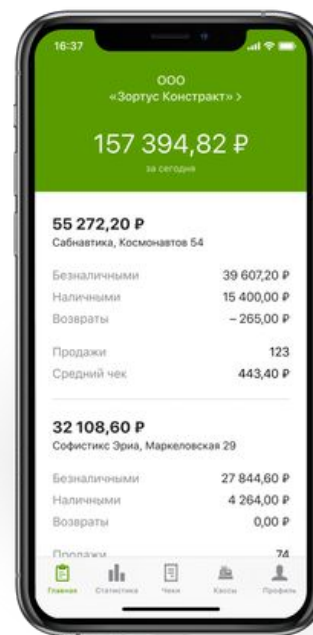 16:37
ООО
«Зортус Констракт» >
157 394,82 ₽
за сегодня
55 272,20 ₽
Сабнавтика, Космонавтов 54
Безналичными 39 607,20 ₽
Наличными 15 400,00 ₽
Возвраты – 265,00 ₽
Продажи 123
Средний чек 443,40 ₽
32 108,60 ₽
Софистикс Эриа, Маркеловская 29
Безналичными 27 844,60 ₽
Наличными 4 264,00 ₽
Возвраты 0,00 ₽
Продажи 74
Главная Статистика Чеки Кассы Профиль